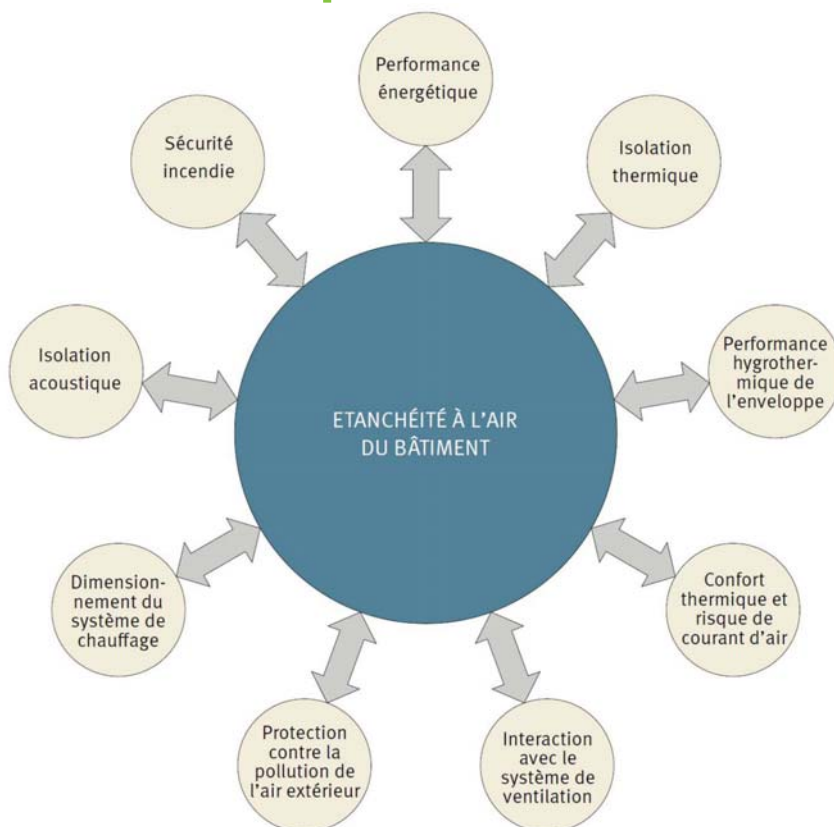 Performance
énergétique
Isolation
thermique
Performance
hygrother-
mique de
l'enveloppe
Confort
thermique et
risque de
courant d'air
Interaction
avec le
système de
ventilation
Protection
contre la
pollution de
l'air extérieur
Dimension-
nement du
système de
chauffage
Isolation
acoustique
Sécurité
incendie
ETANCHÉITÉ À L'AIR
DU BÂTIMENT